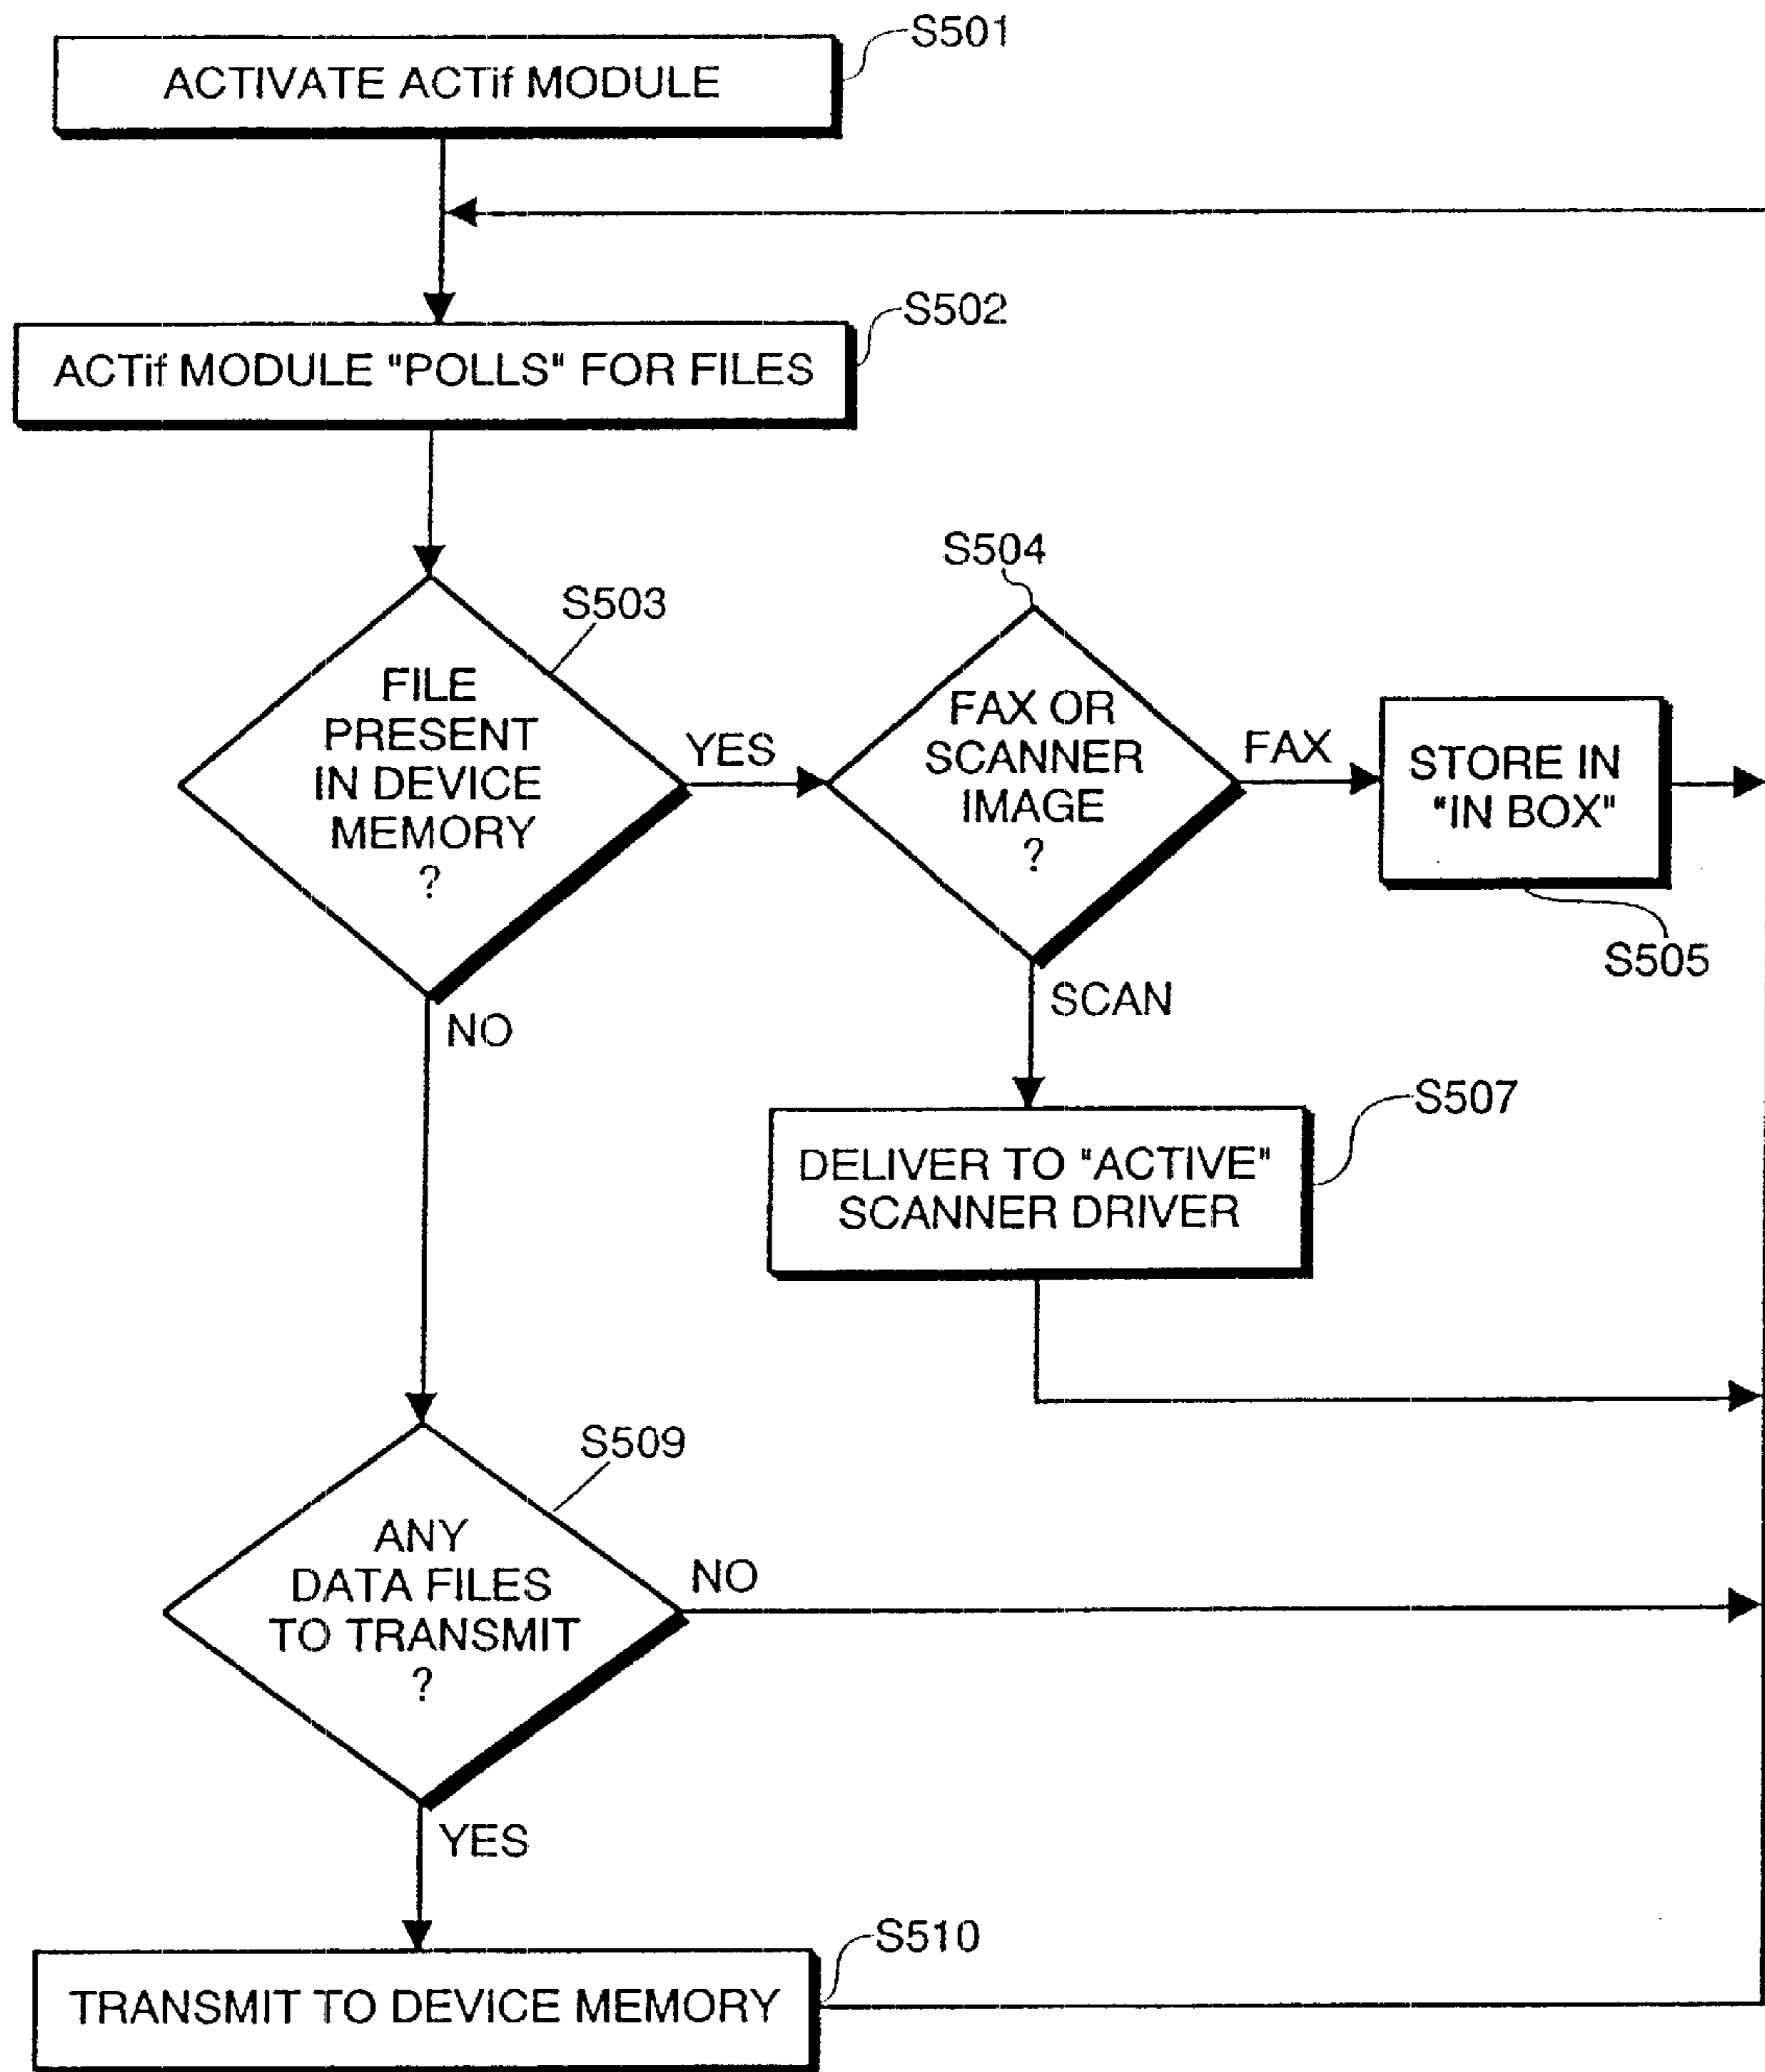 S501
ACTIVATE ACTif MODULE
S502
ACTif MODULE "POLLS" FOR FILES
S503
FILE
PRESENT
IN DEVICE
MEMORY
?
YES
NO
S504
FAX OR
SCANNER
IMAGE
?
FAX
SCAN
STORE IN
"IN BOX"
S505
S507
DELIVER TO "ACTIVE"
SCANNER DRIVER
S509
ANY
DATA FILES
TO TRANSMIT
?
NO
YES
S510
TRANSMIT TO DEVICE MEMORY